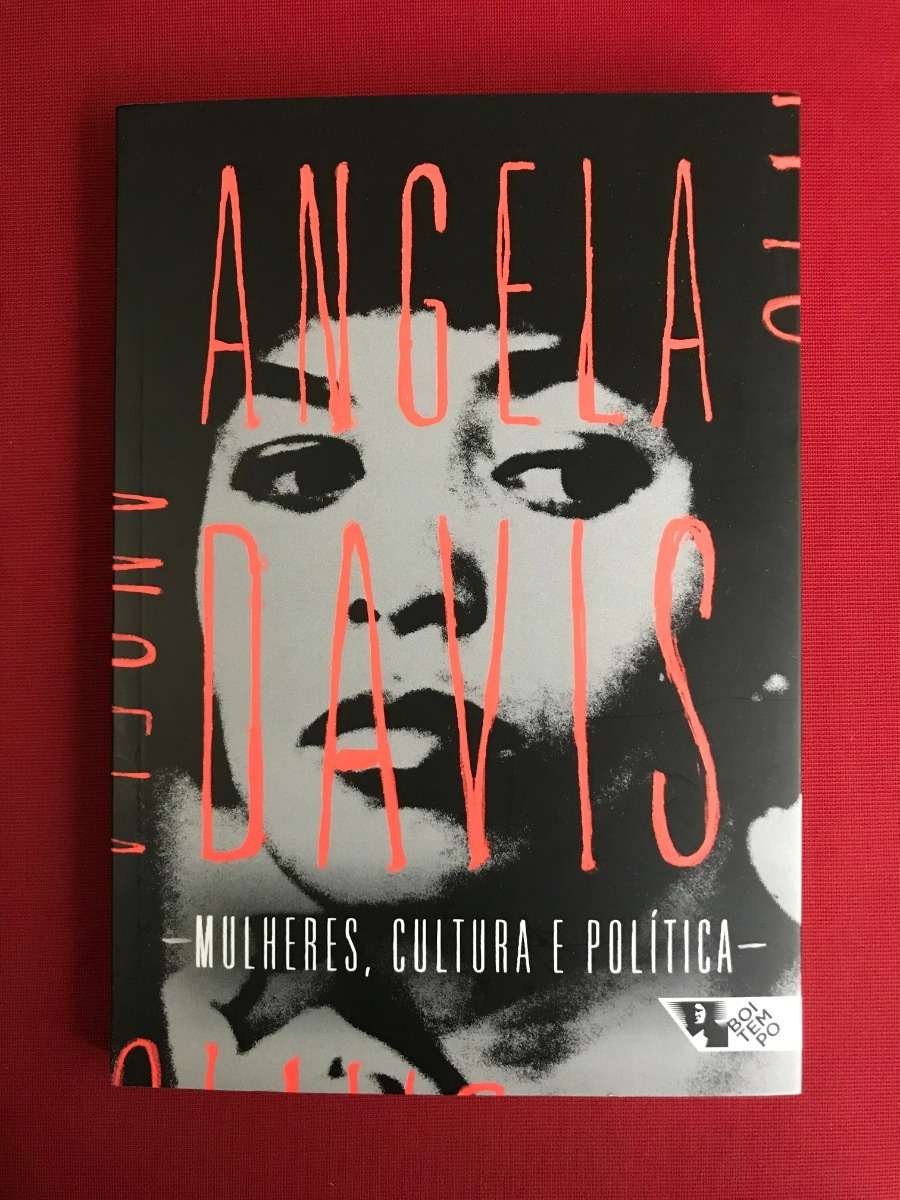 ANGELA
DAVIS
—MULHERES, CULTURA E POLÍTICA—
BOI
TEM
PO